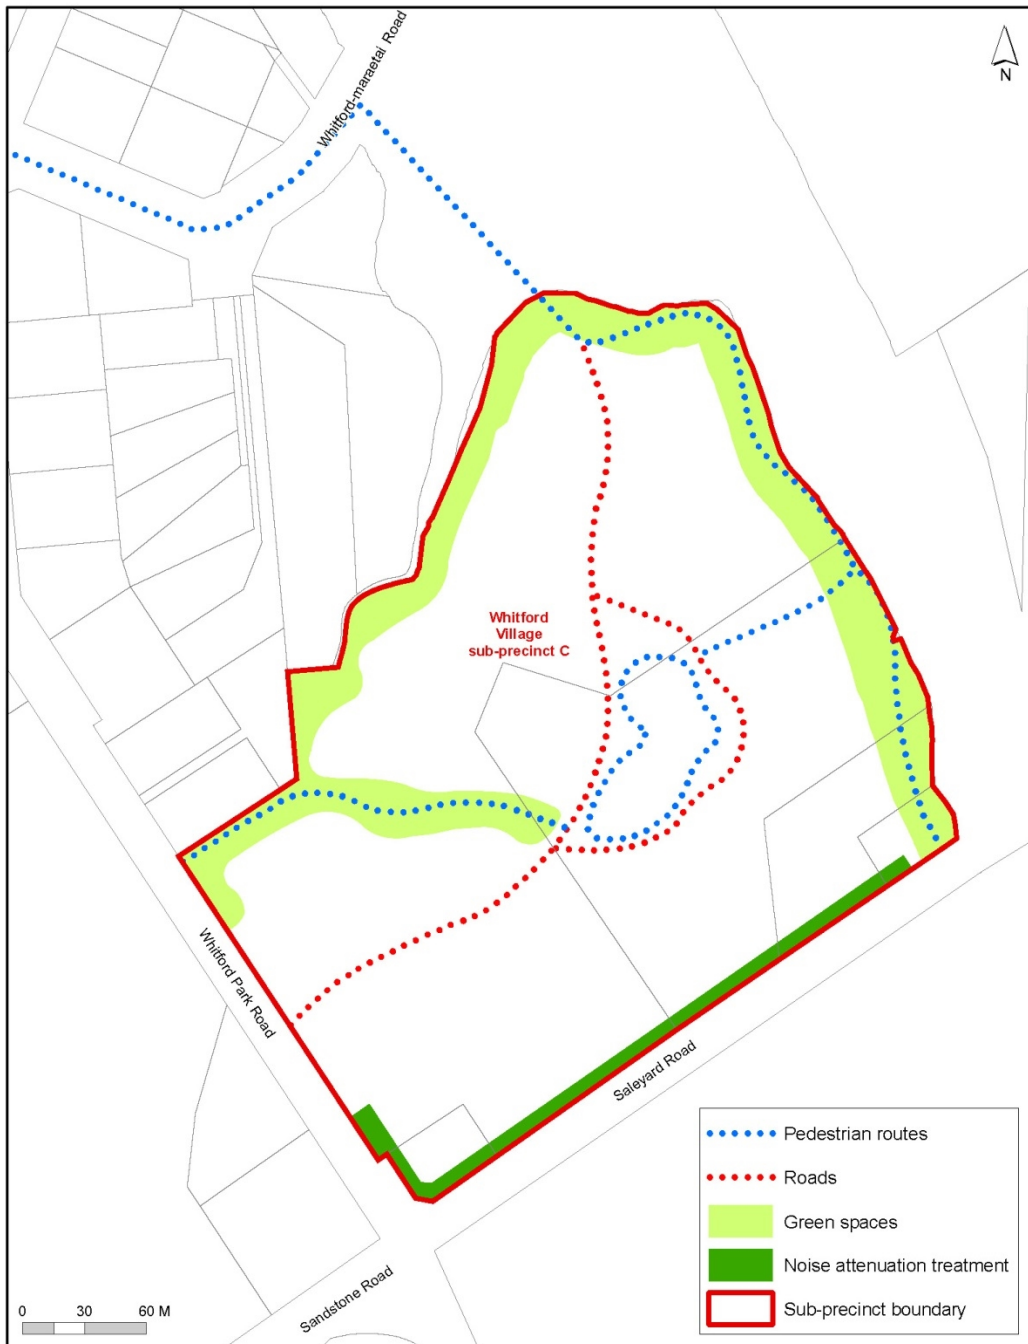 Whitford-maraetai Road
N
Whitford
Village
sub-precinct C
Whitford Park Road
Saleyard Road
Sandstone Road
Pedestrian routes
Roads
Green spaces
Noise attenuation treatment
Sub-precinct boundary
0 30 60 M